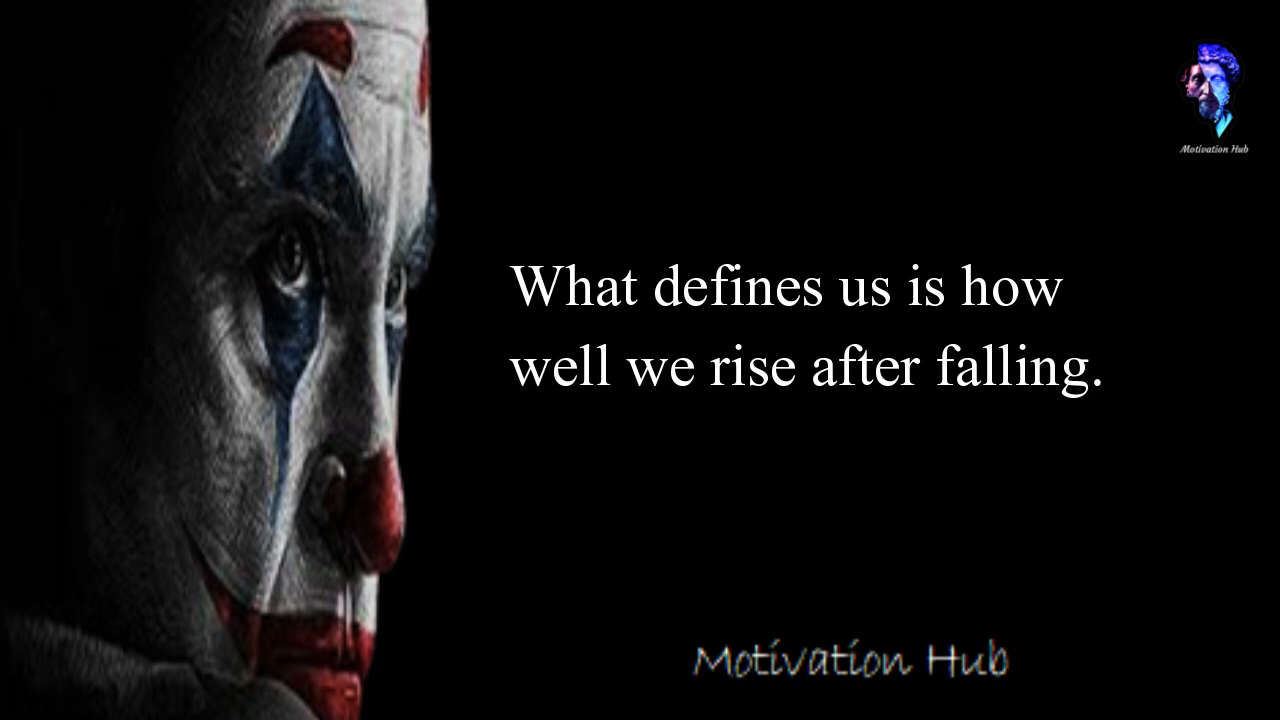 Motivation Hub
What defines us is how
well we rise after falling.
Motivation Hub